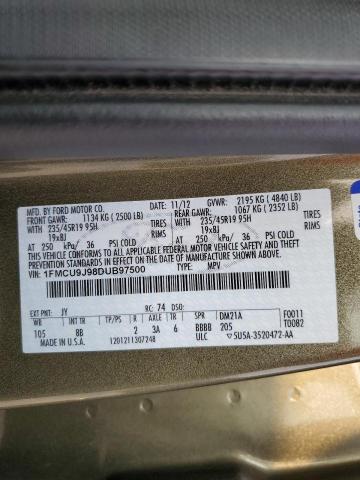 MFD. BY FORD MOTOR CO.
DATE: 11/12 GVWR: 2195 KG ( 4840 LB)
FRONT GAWR: 1134 KG ( 2500 LB) REAR GAWR: 1067 KG ( 2352 LB)
WITH 235/45R19 95H TIRES WITH 235/45R19 95H TIRES
19x8J RIMS 19x8J RIMS
AT 250 kPa/ 36 PSI COLD AT 250 kPa/ 36 PSI COLD
THIS VEHICLE CONFORMS TO ALL APPLICABLE FEDERAL MOTOR VEHICLE
SAFETY, BUMPER, AND THEFT PREVENTION STANDARDS IN EFFECT ON THE DATE OF
MANUFACTURE SHOWN ABOVE.
VIN: 1FMCU9J98DUB97500
TYPE: MPV
EXT PNT: JY RC: 74 DSO: F0011
WB BRK INT TR TP/PS R AXLE TR SPR DM21A T0082
105 8B 2 3A 6 BBBB 205
MADE IN U.S.A. 1201211307248 ULC 5U5A-3520472-AA